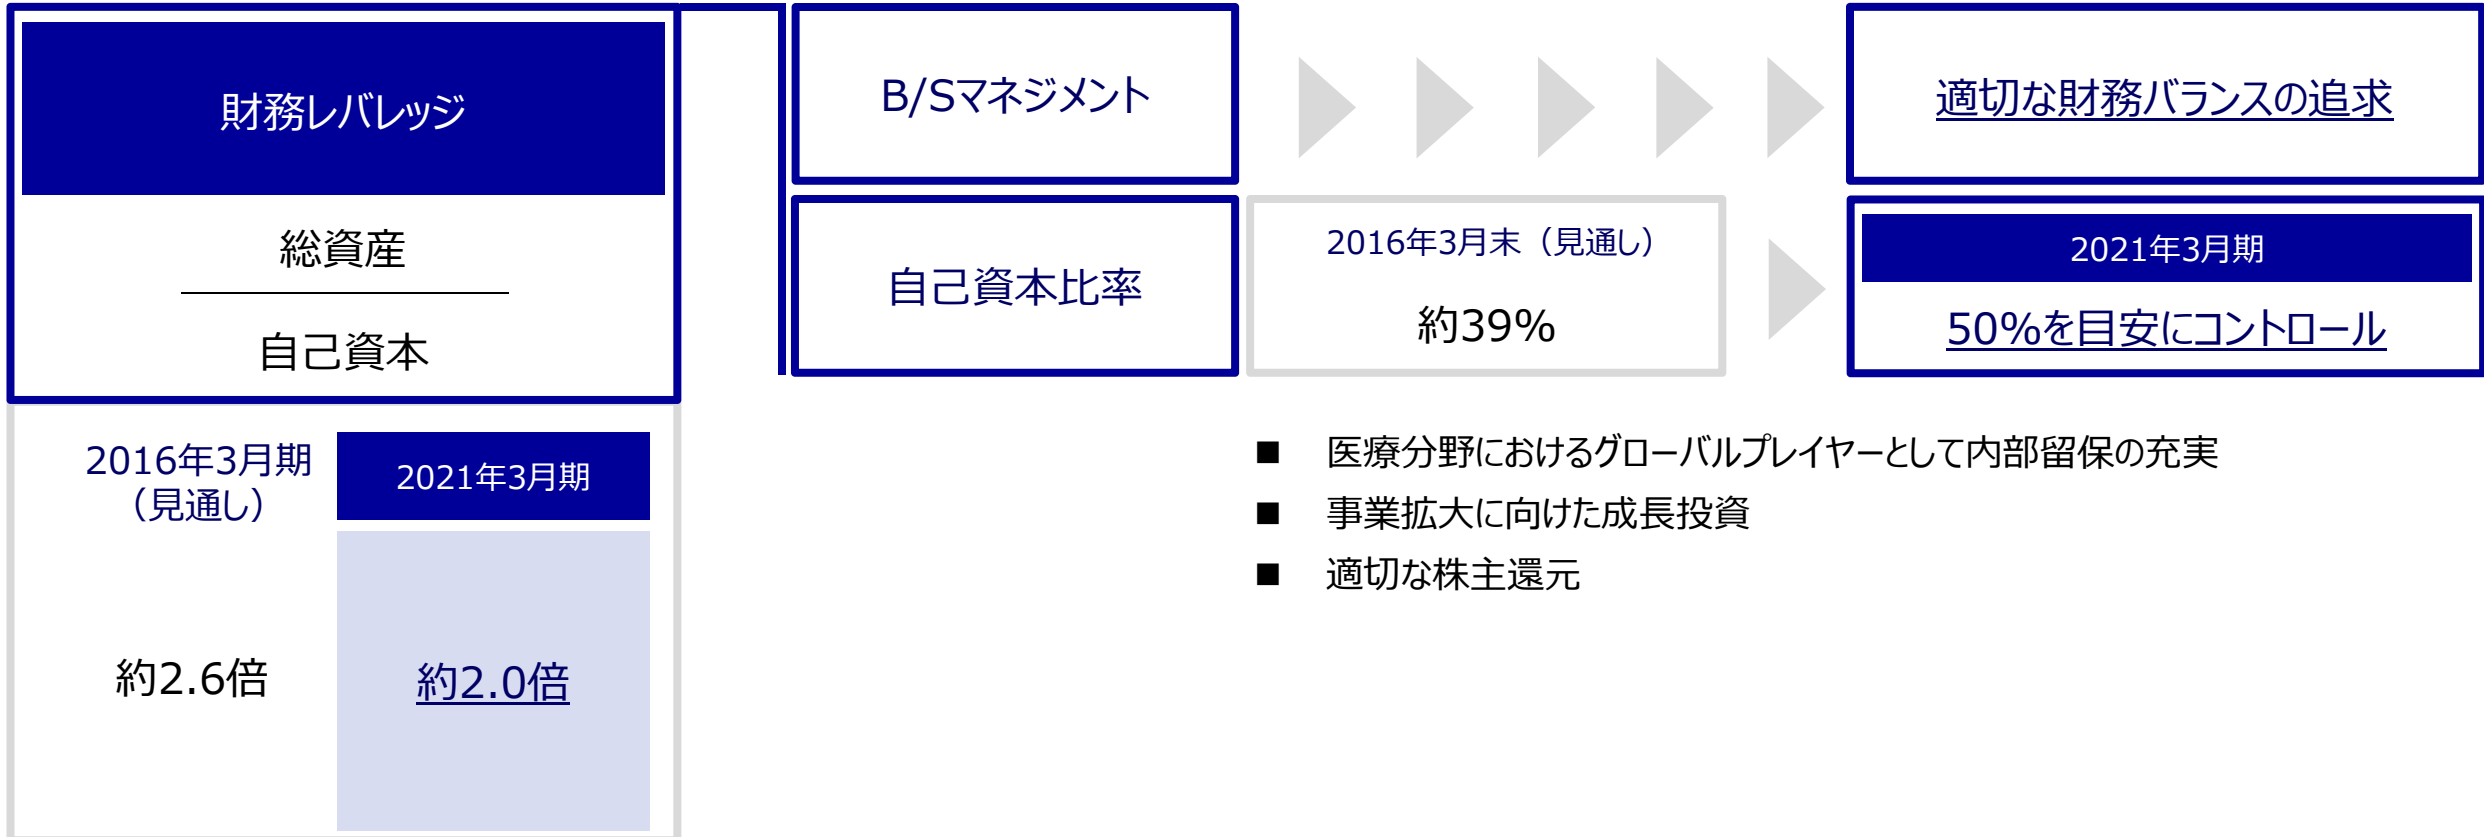 財務レバレッジ
総資産
自己資本
2016年3月期
（見通し）
2021年3月期
約2.6倍
約2.0倍
B/Sマネジメント
適切な財務バランスの追求
自己資本比率
2016年3月末（見通し）
約39%
2021年3月期
50%を目安にコントロール
■ 医療分野におけるグローバルプレイヤーとして内部留保の充実
■ 事業拡大に向けた成長投資
■ 適切な株主還元